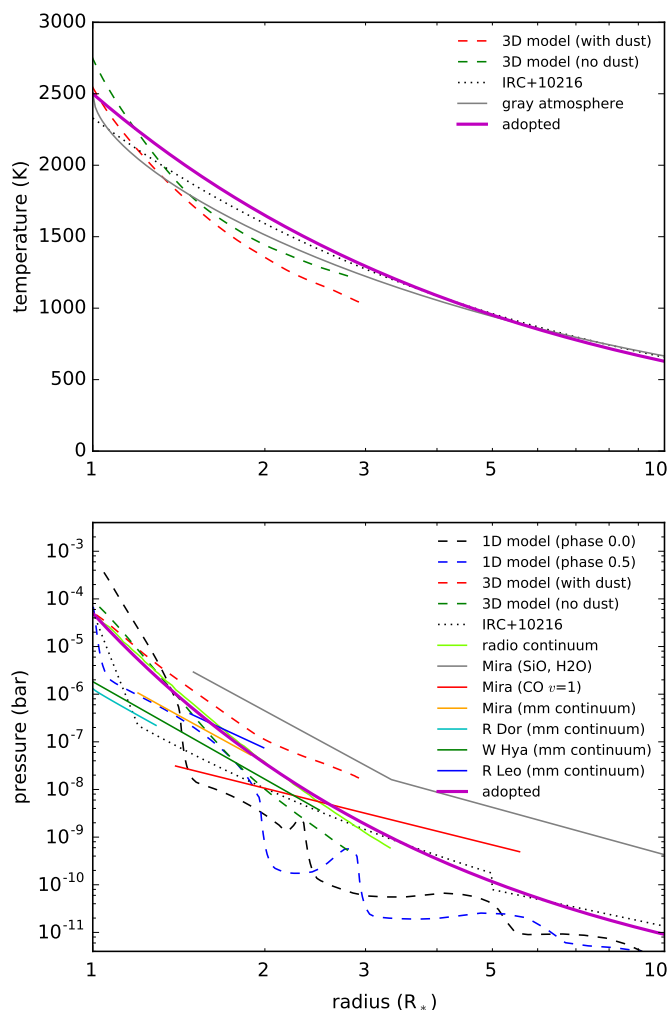 3000
2500
2000
1500
1000
500
0
temperature (K)
3D model (with dust)
3D model (no dust)
IRC+10216
gray atmosphere
adopted
1 2 3 5 10
10⁻³
10⁻⁴
10⁻⁵
10⁻⁶
10⁻⁷
10⁻⁸
10⁻⁹
10⁻¹⁰
10⁻¹¹
pressure (bar)
1D model (phase 0.0)
1D model (phase 0.5)
3D model (with dust)
3D model (no dust)
IRC+10216
radio continuum
Mira (SiO, H2O)
Mira (CO v=1)
Mira (mm continuum)
R Dor (mm continuum)
W Hya (mm continuum)
R Leo (mm continuum)
adopted
1 2 3 5 10
radius (R∗)